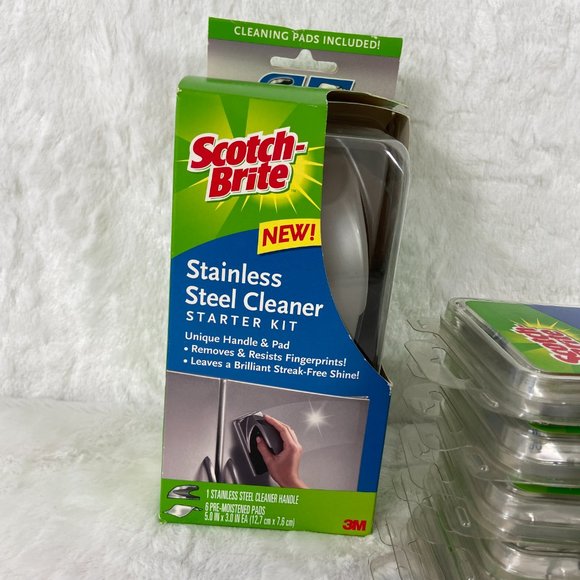 CLEANING PADS INCLUDED!
Scotch-
Brite
NEW!
Stainless
Steel Cleaner
STARTER KIT
Unique Handle & Pad
• Removes & Resists Fingerprints!
• Leaves a Brilliant Streak-Free Shine!
1 STAINLESS STEEL CLEANER HANDLE
6 PRE-MOISTENED PADS
5.0 IN x 3.0 IN EA (12,7 cm x 7.6 cm)
3M